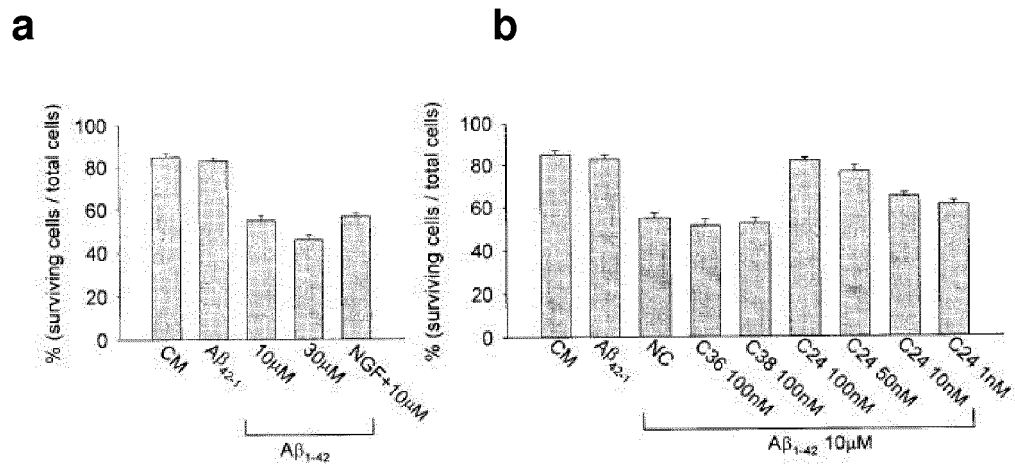 a
b
% (surviving cells / total cells)
100
80
60
40
20
0
CM
Aβ42-1
10µM
30µM
NGF+10µM
Aβ1-42
% (surviving cells / total cells)
100
80
60
40
20
0
CM
Aβ42-1
NC
C36 100nM
C38 100nM
C24 100nM
C24 50nM
C24 10nM
C24 1nM
Aβ1-42 10µM